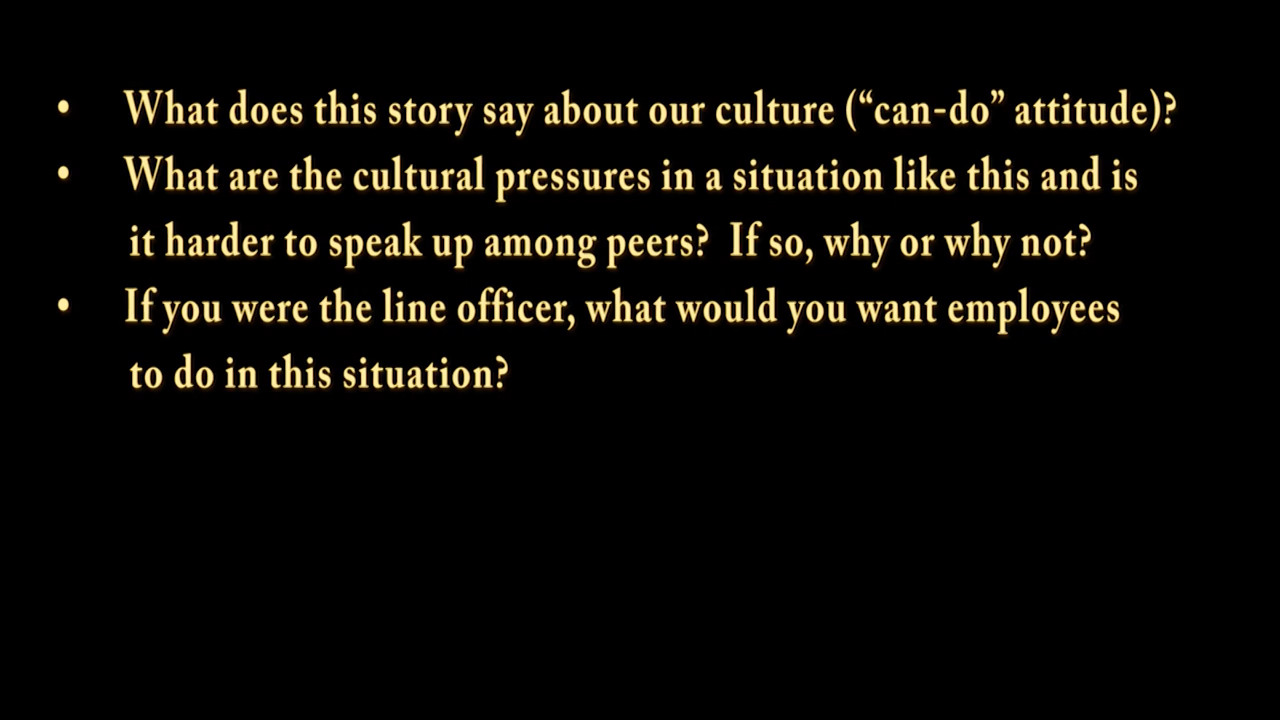 • What does this story say about our culture (“can-do” attitude)?
• What are the cultural pressures in a situation like this and is
it harder to speak up among peers?  If so, why or why not?
• If you were the line officer, what would you want employees
to do in this situation?